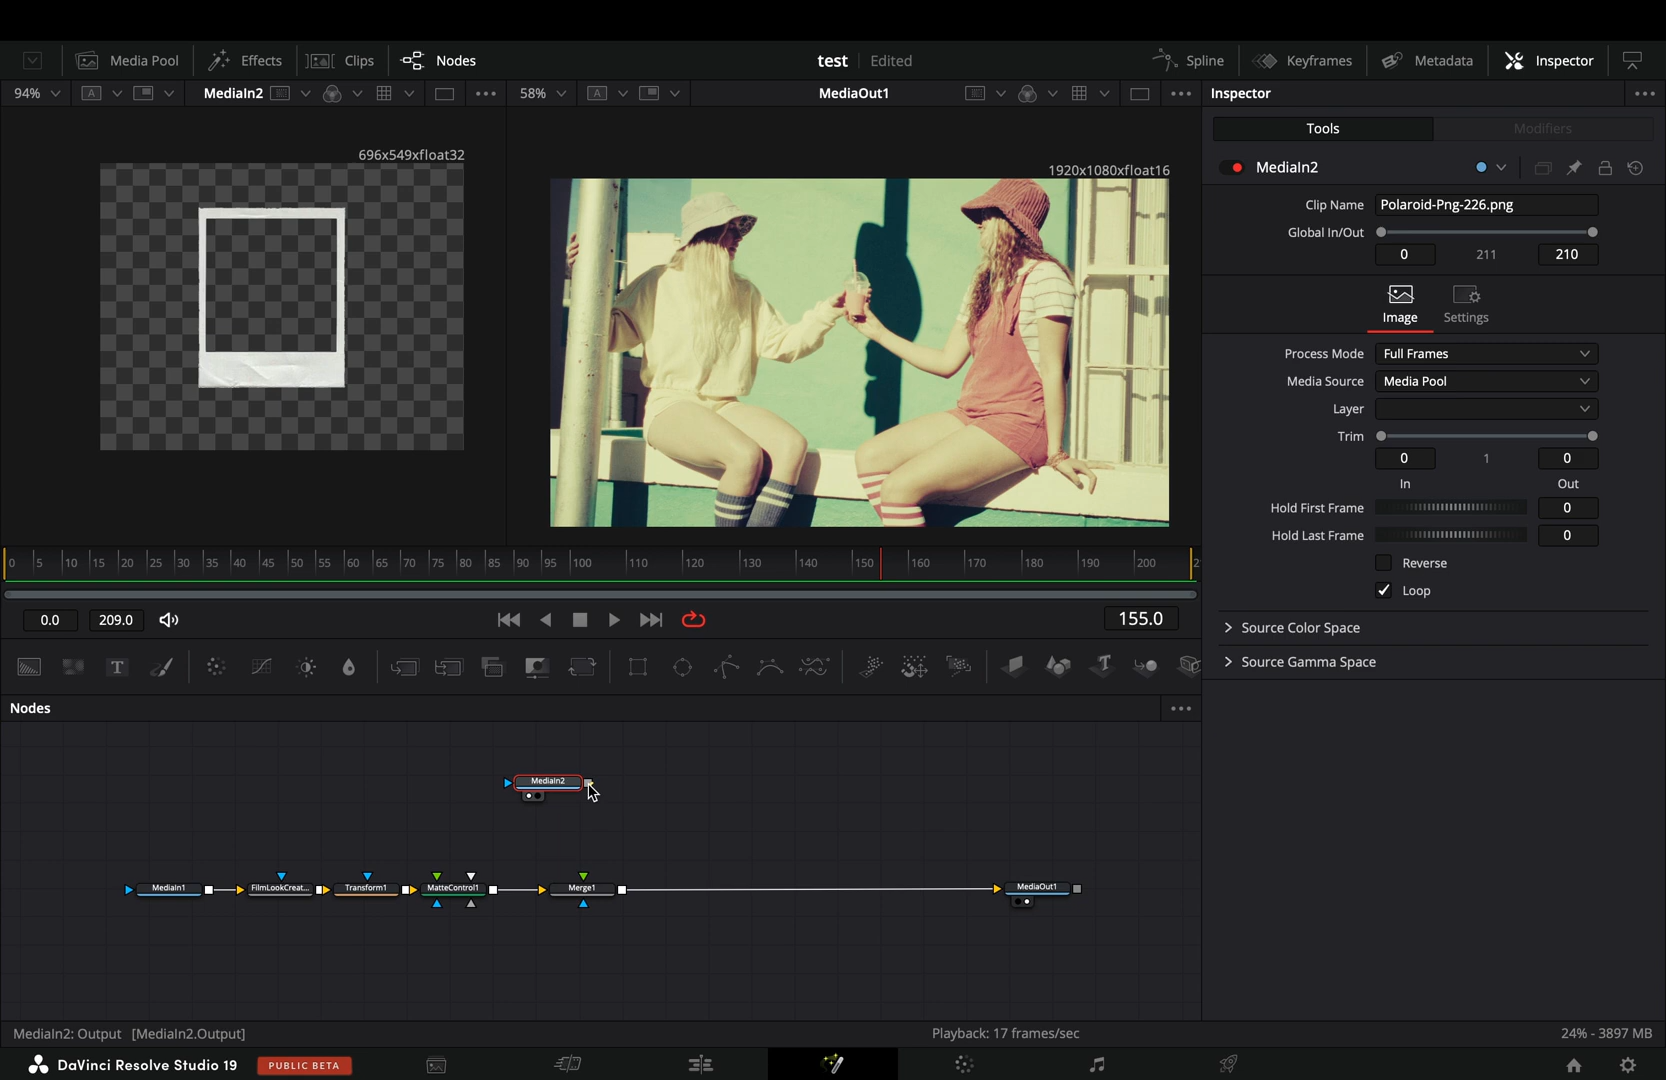 Media Pool Effects Clips Nodes test Edited Spline Keyframes Metadata Inspector
94% A MediaIn2 58% A MediaOut1 Inspector
Tools Modifiers
696x549xfloat32
1920x1080xfloat16
MediaIn2
Clip Name Polaroid-Png-226.png
Global In/Out
0 211 210
Image Settings
Process Mode Full Frames
Media Source Media Pool
Layer
Trim
0 1 0
In Out
Hold First Frame 0
Hold Last Frame 0
Reverse
Loop
Source Color Space
Source Gamma Space
0 5 10 15 20 25 30 35 40 45 50 55 60 65 70 75 80 85 90 95 100 110 120 130 140 150 160 170 180 190 200 2
0.0 209.0 155.0
T T
Nodes
MediaIn2
MediaIn1 FilmLookCreat... Transform1 MatteControl1 Merge1 MediaOut1
MediaIn2: Output [MediaIn2.Output] Playback: 17 frames/sec 24% - 3897 MB
DaVinci Resolve Studio 19 PUBLIC BETA